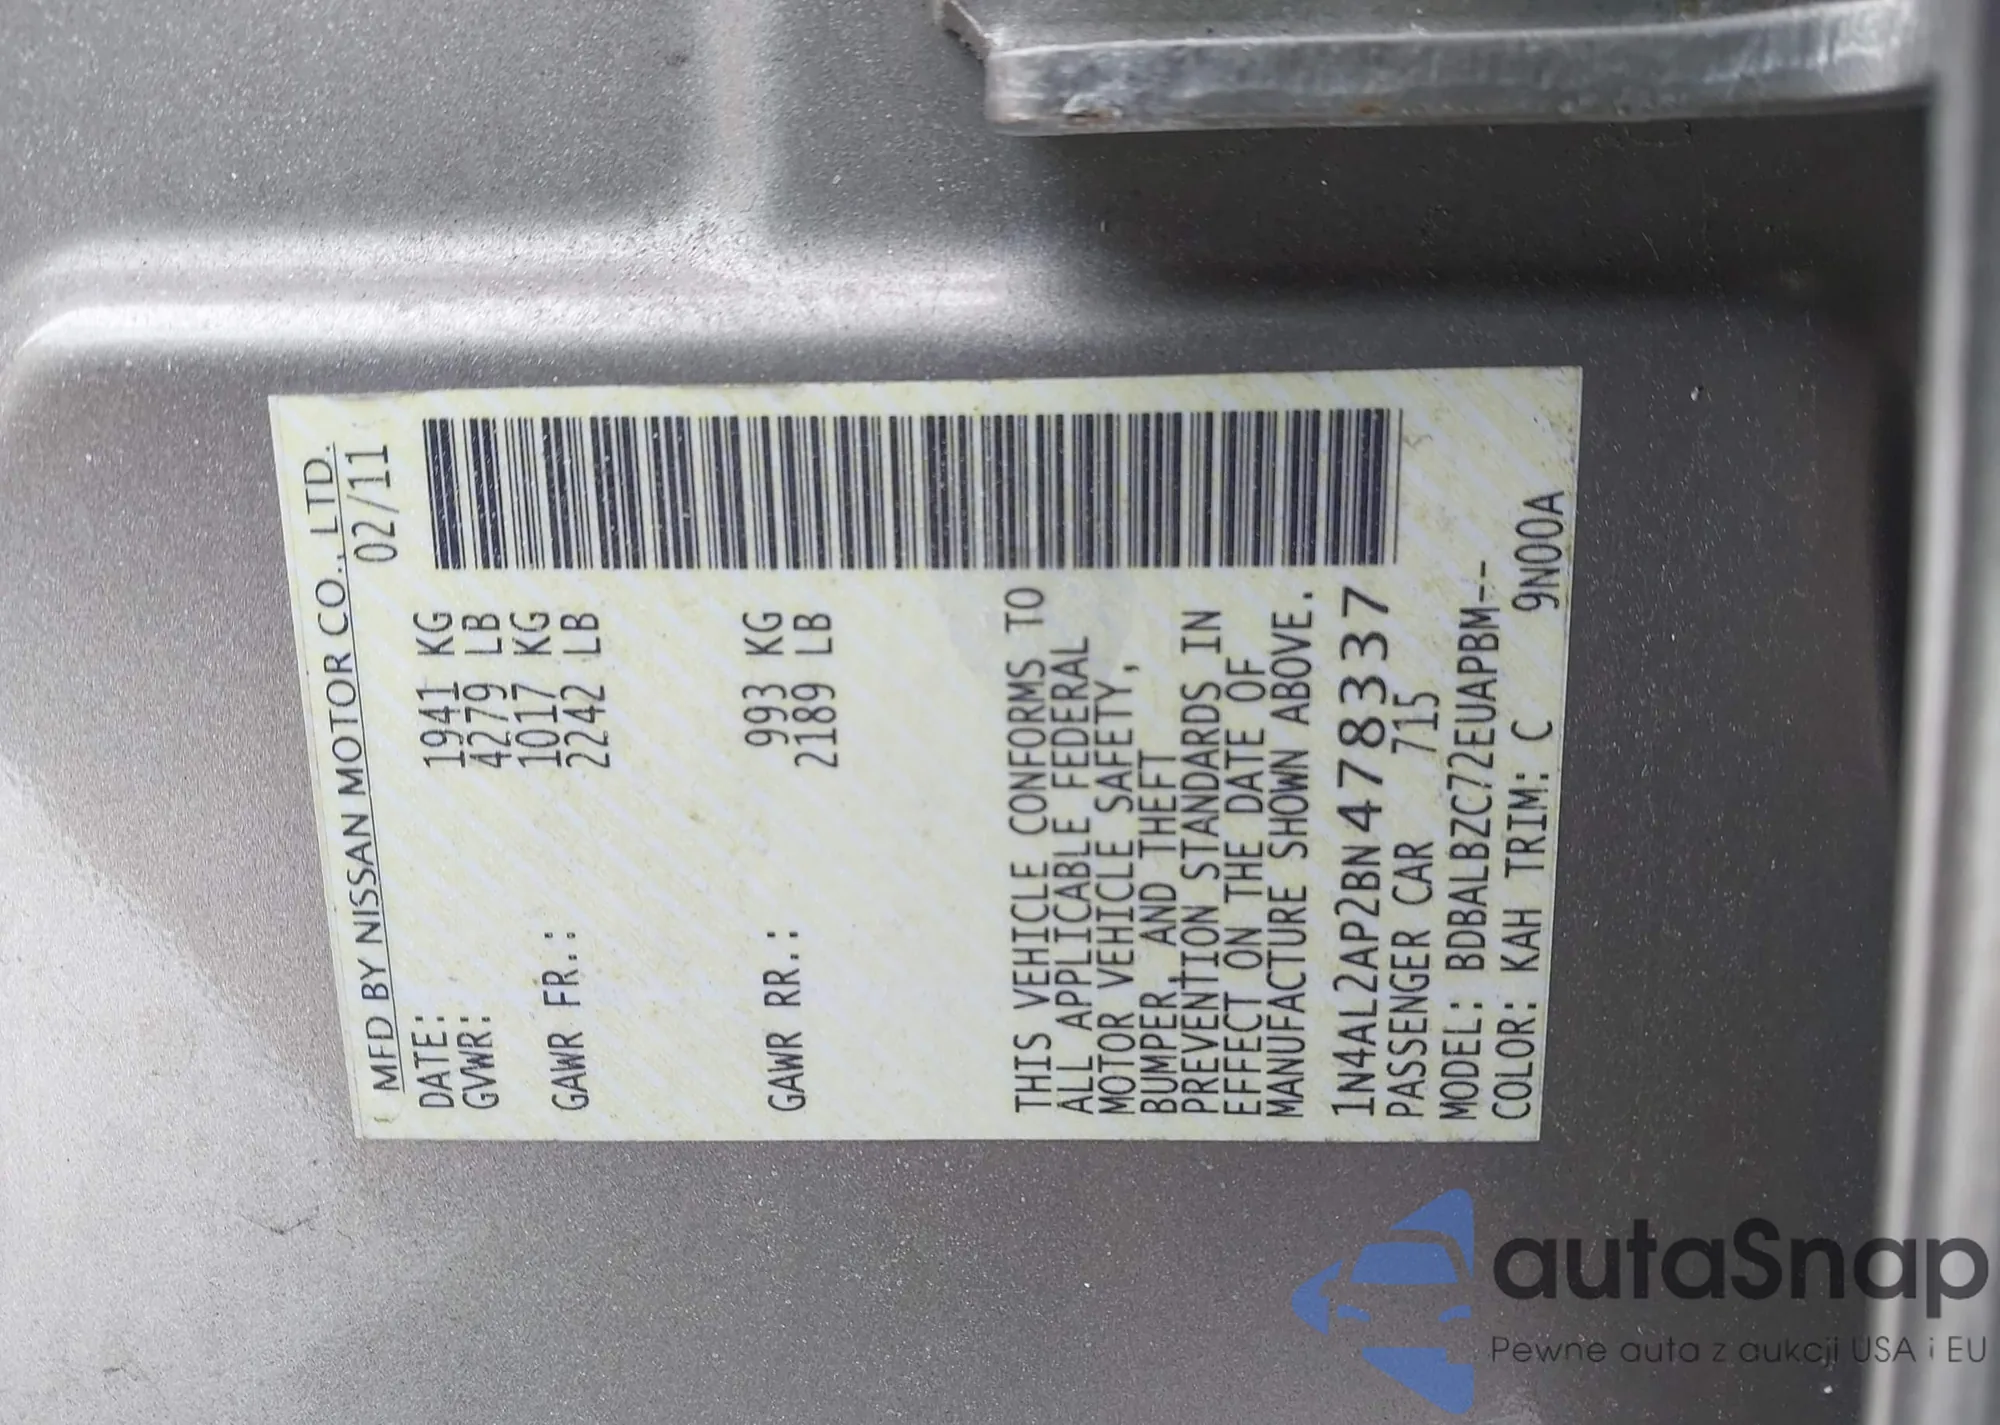 MFD BY NISSAN MOTOR CO., LTD.
DATE: 02/11
GVWR: 1941 KG
4279 LB
GAWR FR.: 1017 KG
2242 LB
GAWR RR.: 993 KG
2189 LB
THIS VEHICLE CONFORMS TO
ALL APPLICABLE FEDERAL
MOTOR VEHICLE SAFETY,
BUMPER, AND THEFT
PREVENTION STANDARDS IN
EFFECT ON THE DATE OF
MANUFACTURE SHOWN ABOVE.
1N4AL2AP2BN478337
PASSENGER CAR 715
MODEL: BDBALBZC72EUAPBM--
COLOR: KAH TRIM: C 9N00A
autaSnap
Pewne auta z aukcji USA i EU